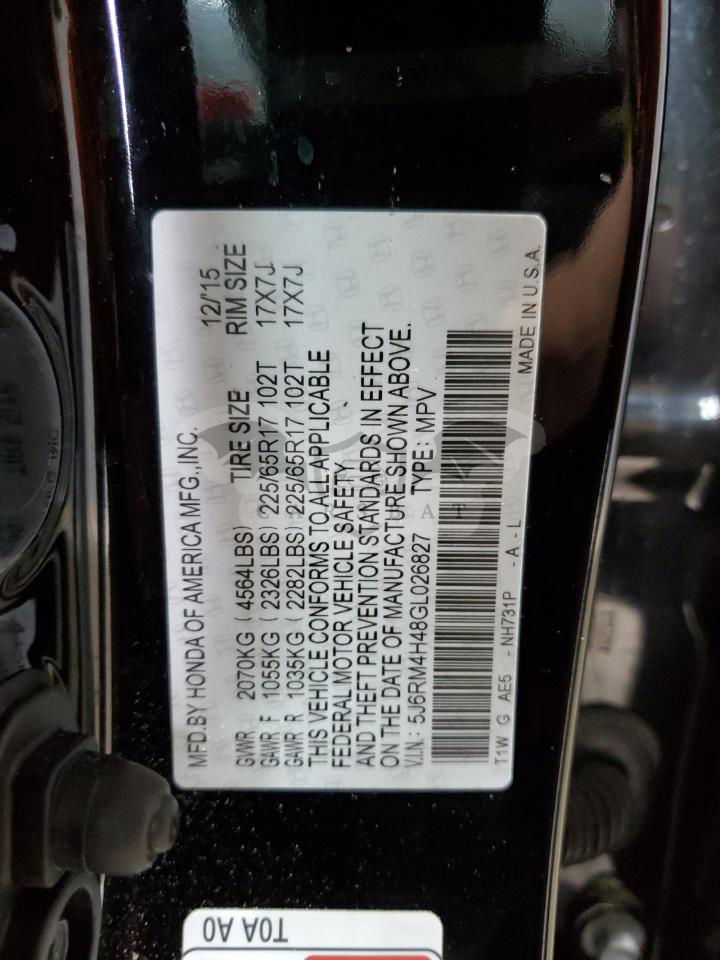 MFD.BY HONDA OF AMERICA MFG.,INC. 12/'15
GVWR 2070KG (4564LBS) TIRE SIZE RIM SIZE
GAWR F 1055KG (2326LBS) 225/65R17 102T 17X7J
GAWR R 1035KG (2282LBS) 225/65R17 102T 17X7J
THIS VEHICLE CONFORMS TO ALL APPLICABLE
FEDERAL MOTOR VEHICLE SAFETY
AND THEFT PREVENTION STANDARDS IN EFFECT
ON THE DATE OF MANUFACTURE SHOWN ABOVE.
V.I.N.: 5J6RM4H48GL026827 TYPE: MPV
T1W G AE5 - NH731P - A - L MADE IN U.S.A.
T0A A0